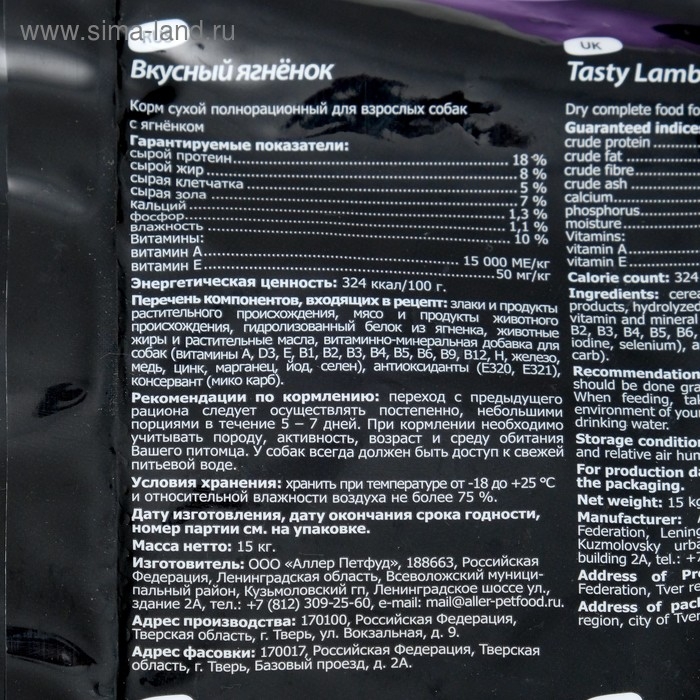 www.sima-land.ru
RUS
Вкусный ягнёнок
Корм сухой полнорационный для взрослых собак
с ягнёнком
Гарантируемые показатели:
сырой протеин 18 %
сырой жир 8 %
сырая клетчатка 5 %
сырая зола 7 %
кальций 1,3 %
фосфор 1,1 %
влажность 10 %
Витамины:
витамин А 15 000 МЕ/кг
витамин Е 50 мг/кг
Энергетическая ценность: 324 ккал/100 г.
Перечень компонентов, входящих в рецепт: злаки и продукты
растительного происхождения, мясо и продукты животного
происхождения, гидролизованный белок из ягненка, животные
жиры и растительные масла, витаминно-минеральная добавка для
собак (витамины A, D3, E, B1, B2, B3, B4, B5, B6, B9, B12, H, железо,
медь, цинк, марганец, йод, селен), антиоксиданты (E320, E321),
консервант (мико карб).
Рекомендации по кормлению: переход с предыдущего
рациона следует осуществлять постепенно, небольшими
порциями в течение 5 – 7 дней. При кормлении необходимо
учитывать породу, активность, возраст и среду обитания
Вашего питомца. У собак всегда должен быть доступ к свежей
питьевой воде.
Условия хранения: хранить при температуре от -18 до +25 °С
и относительной влажности воздуха не более 75 %.
Дату изготовления, дату окончания срока годности,
номер партии см. на упаковке.
Масса нетто: 15 кг.
Изготовитель: ООО «Аллер Петфуд», 188663, Российская
Федерация, Ленинградская область, Всеволожский муници-
пальный район, Кузьмоловский гп, Ленинградское шоссе ул.,
здание 2А, тел.: +7 (812) 309-25-60, e-mail: mail@aller-petfood.ru.
Адрес производства: 170100, Российская Федерация,
Тверская область, г. Тверь, ул. Вокзальная, д. 9.
Адрес фасовки: 170017, Российская Федерация, Тверская
область, г. Тверь, Базовый проезд, д. 2А.
UK
Tasty Lamb
Dry complete food fo
Guaranteed indice
crude protein
crude fat
crude fibre
crude ash
calcium
phosphorus
moisture
Vitamins:
vitamin A
vitamin E
Calorie count: 324
Ingredients: cerea
products, hydrolyzed
vitamin and mineral
B2, B3, B4, B5, B6,
iodine, selenium), a
carb).
Recommendation
should be done gra
When feeding, tak
environment of you
drinking water.
Storage condition
and relative air hum
For production da
the packaging.
Net weight: 15 kg
Manufacturer: A
Federation, Lening
Kuzmolovsky urba
building 2A, tel.: +7
Address of Pro
Federation, Tver re
Address of pac
region, city of Tver